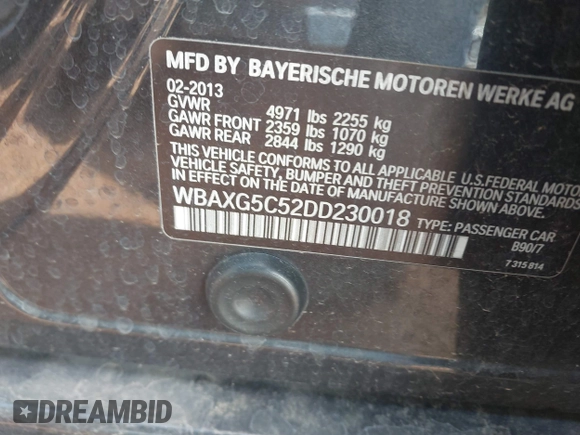 MFD BY BAYERISCHE MOTOREN WERKE AG
02-2013
GVWR 4971 lbs 2255 kg
GAWR FRONT 2359 lbs 1070 kg
GAWR REAR 2844 lbs 1290 kg
THIS VEHICLE CONFORMS TO ALL APPLICABLE U.S.FEDERAL MOTOR
VEHICLE SAFETY, BUMPER AND THEFT PREVENTION STANDARDS
IN EFFECT ON THE DATE OF MANUFACTURE SHOWN ABOVE.
WBAXG5C52DD230018 TYPE: PASSENGER CAR
B90/7
7 315 814
DREAMBID